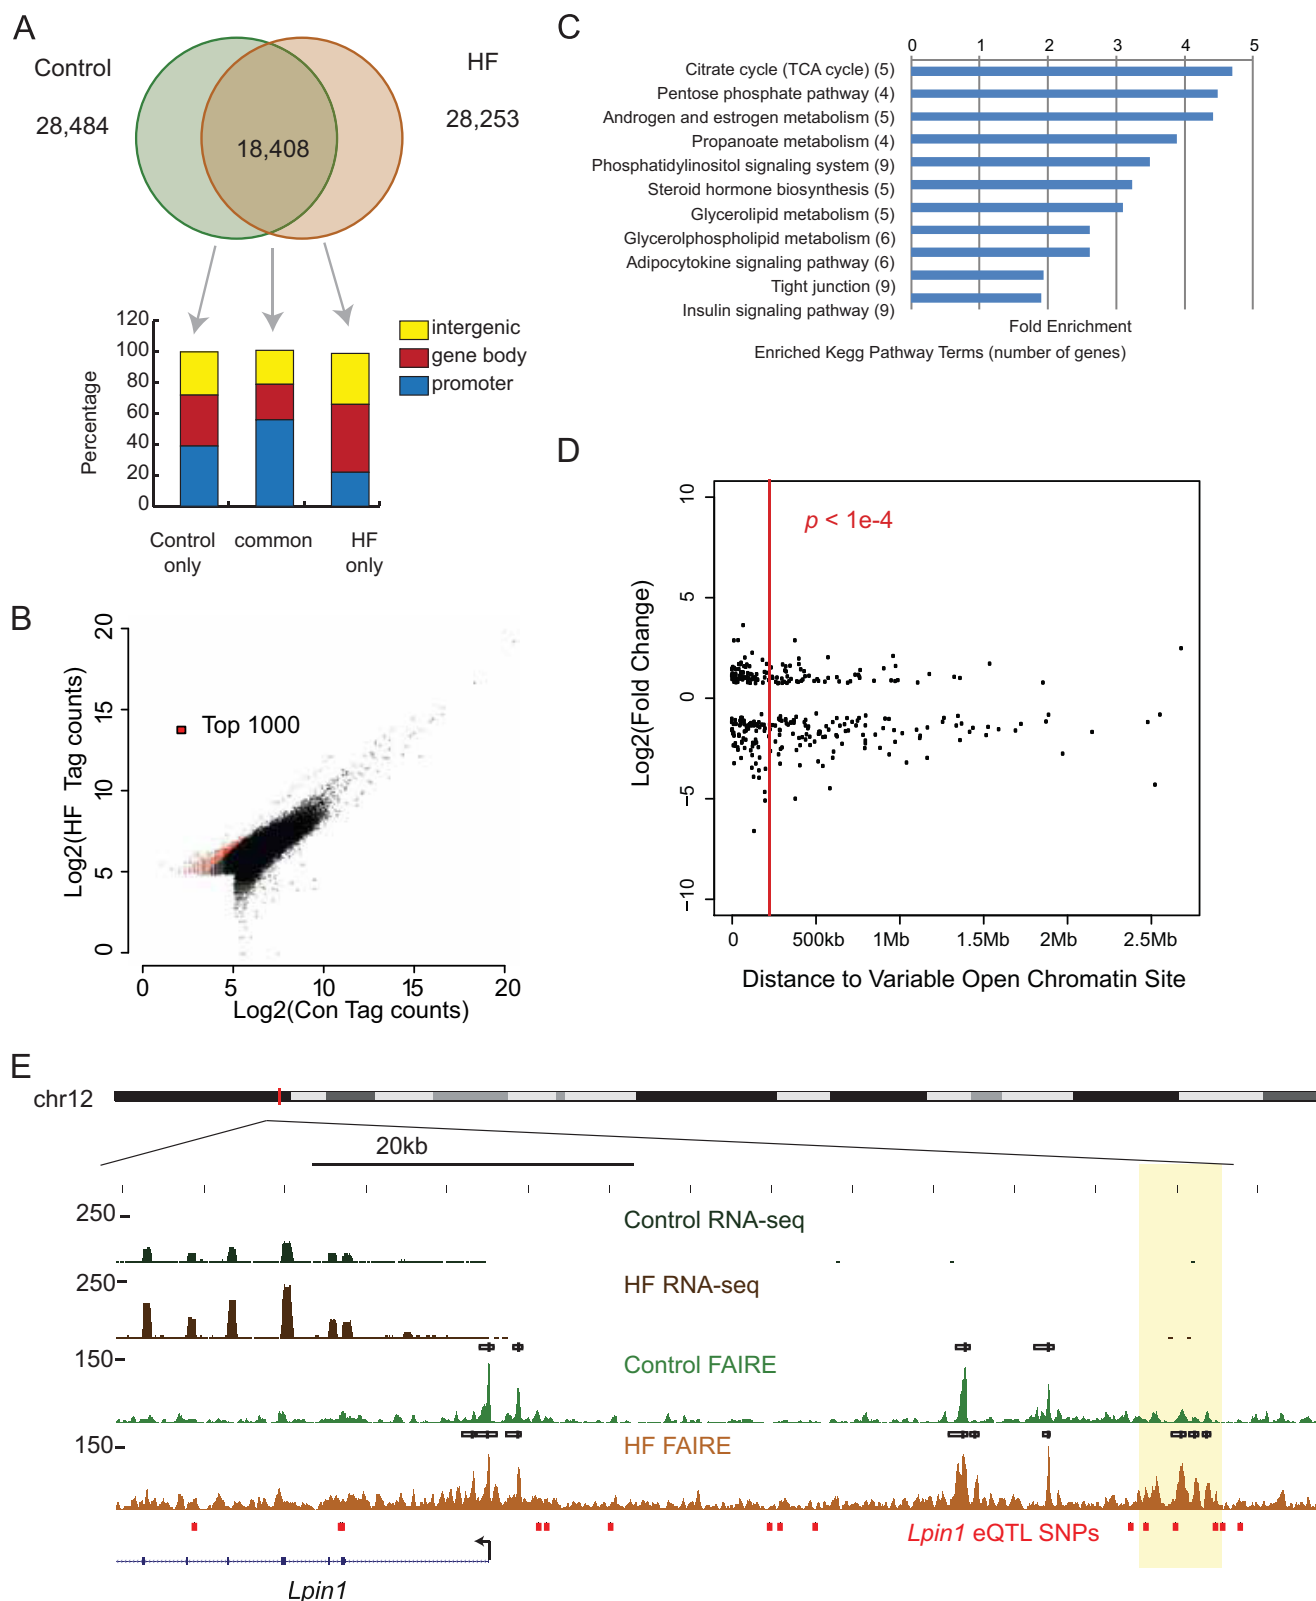 A
Control
28,484
HF
28,253
18,408
120
100
80
60
40
20
0
Percentage
intergenic
gene body
promoter
Control only
common
HF only
B
20
15
10
5
0
Log2(HF Tag counts)
Top 1000
0 5 10 15 20
Log2(Con Tag counts)
C
0 1 2 3 4 5
Citrate cycle (TCA cycle) (5)
Pentose phosphate pathway (4)
Androgen and estrogen metabolism (5)
Propanoate metabolism (4)
Phosphatidylinositol signaling system (9)
Steroid hormone biosynthesis (5)
Glycerolipid metabolism (5)
Glycerolphospholipid metabolism (6)
Adipocytokine signaling pathway (6)
Tight junction (9)
Insulin signaling pathway (9)
Fold Enrichment
Enriched Kegg Pathway Terms (number of genes)
D
10
5
0
−5
−10
Log2(Fold Change)
p < 1e-4
0 500kb 1Mb 1.5Mb 2Mb 2.5Mb
Distance to Variable Open Chromatin Site
E
chr12
20kb
250
Control RNA-seq
250
HF RNA-seq
150
Control FAIRE
150
HF FAIRE
Lpin1 eQTL SNPs
Lpin1